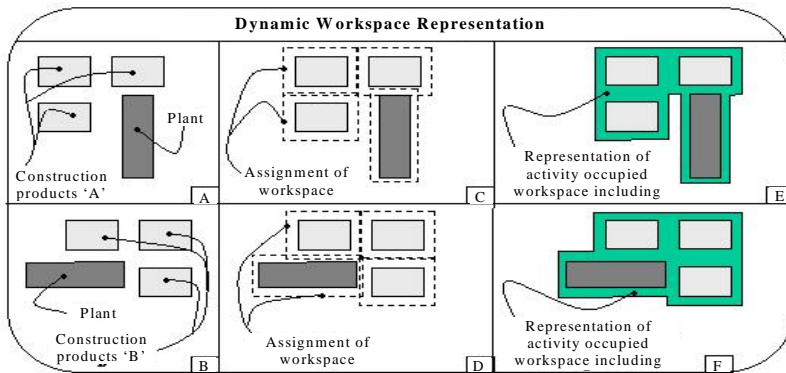 Dynamic Workspace Representation
Plant
Construction
products ‘A’
A
Assignment of
workspace
C
Representation of
activity occupied
workspace including
E
Plant
Construction
products ‘B’
B
Assignment of
workspace
D
Representation of
activity occupied
workspace including
F